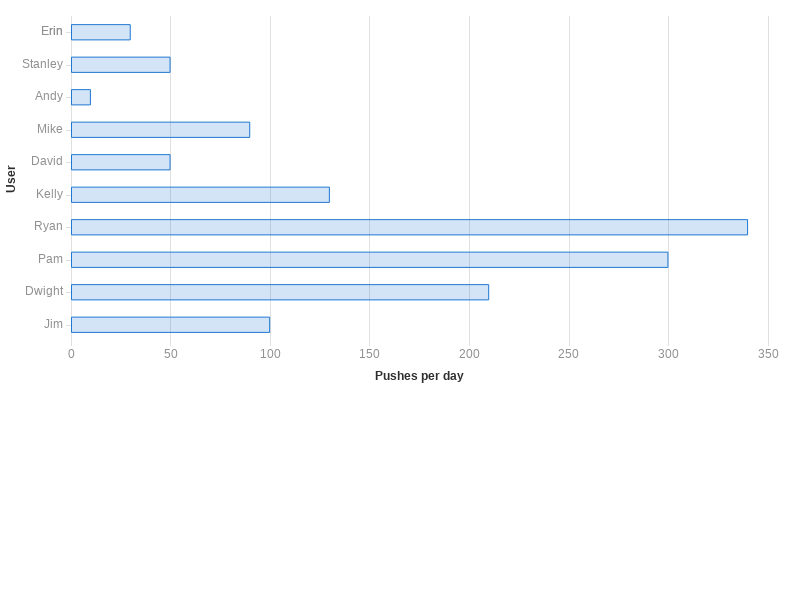 Erin
Stanley
Andy
Mike
David
Kelly
Ryan
Pam
Dwight
Jim
User
0 50 100 150 200 250 300 350
Pushes per day